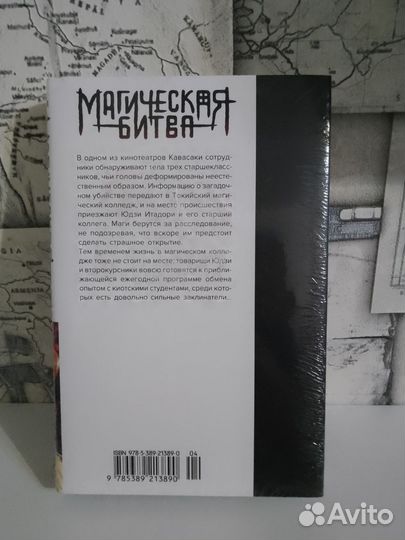 МАГИЧЕСКАЯ
БИТВА
В одном из кинотеатров Кавасаки сотруд-
ники обнаруживают тела трех старшекласс-
ников, чьи головы деформированы неесте-
ственным образом. Информацию о загадоч-
ном убийстве передают в Токийский маги-
ческий колледж, и на место происшествия
приезжают Юдзи Итадори и его старший
коллега. Маги берутся за расследование,
не подозревая, что вскоре им предстоит
сделать страшное открытие.
Тем временем жизнь в магическом коллед-
дже тоже не стоит на месте: товарищи Юдзи
и второкурсники вовсю готовятся к прибли-
жающейся ежегодной программе обмена
опытом с киотскими студентами, среди кото-
рых есть довольно сильные заклинатели...
ISBN 978-5-389-21389-0
04
9 785389 213890
Avito